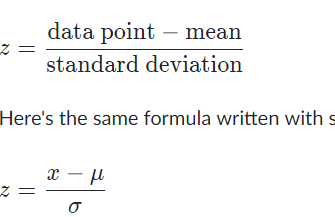 z = data point − mean / standard deviation
Here's the same formula written with
z = x − μ / σ